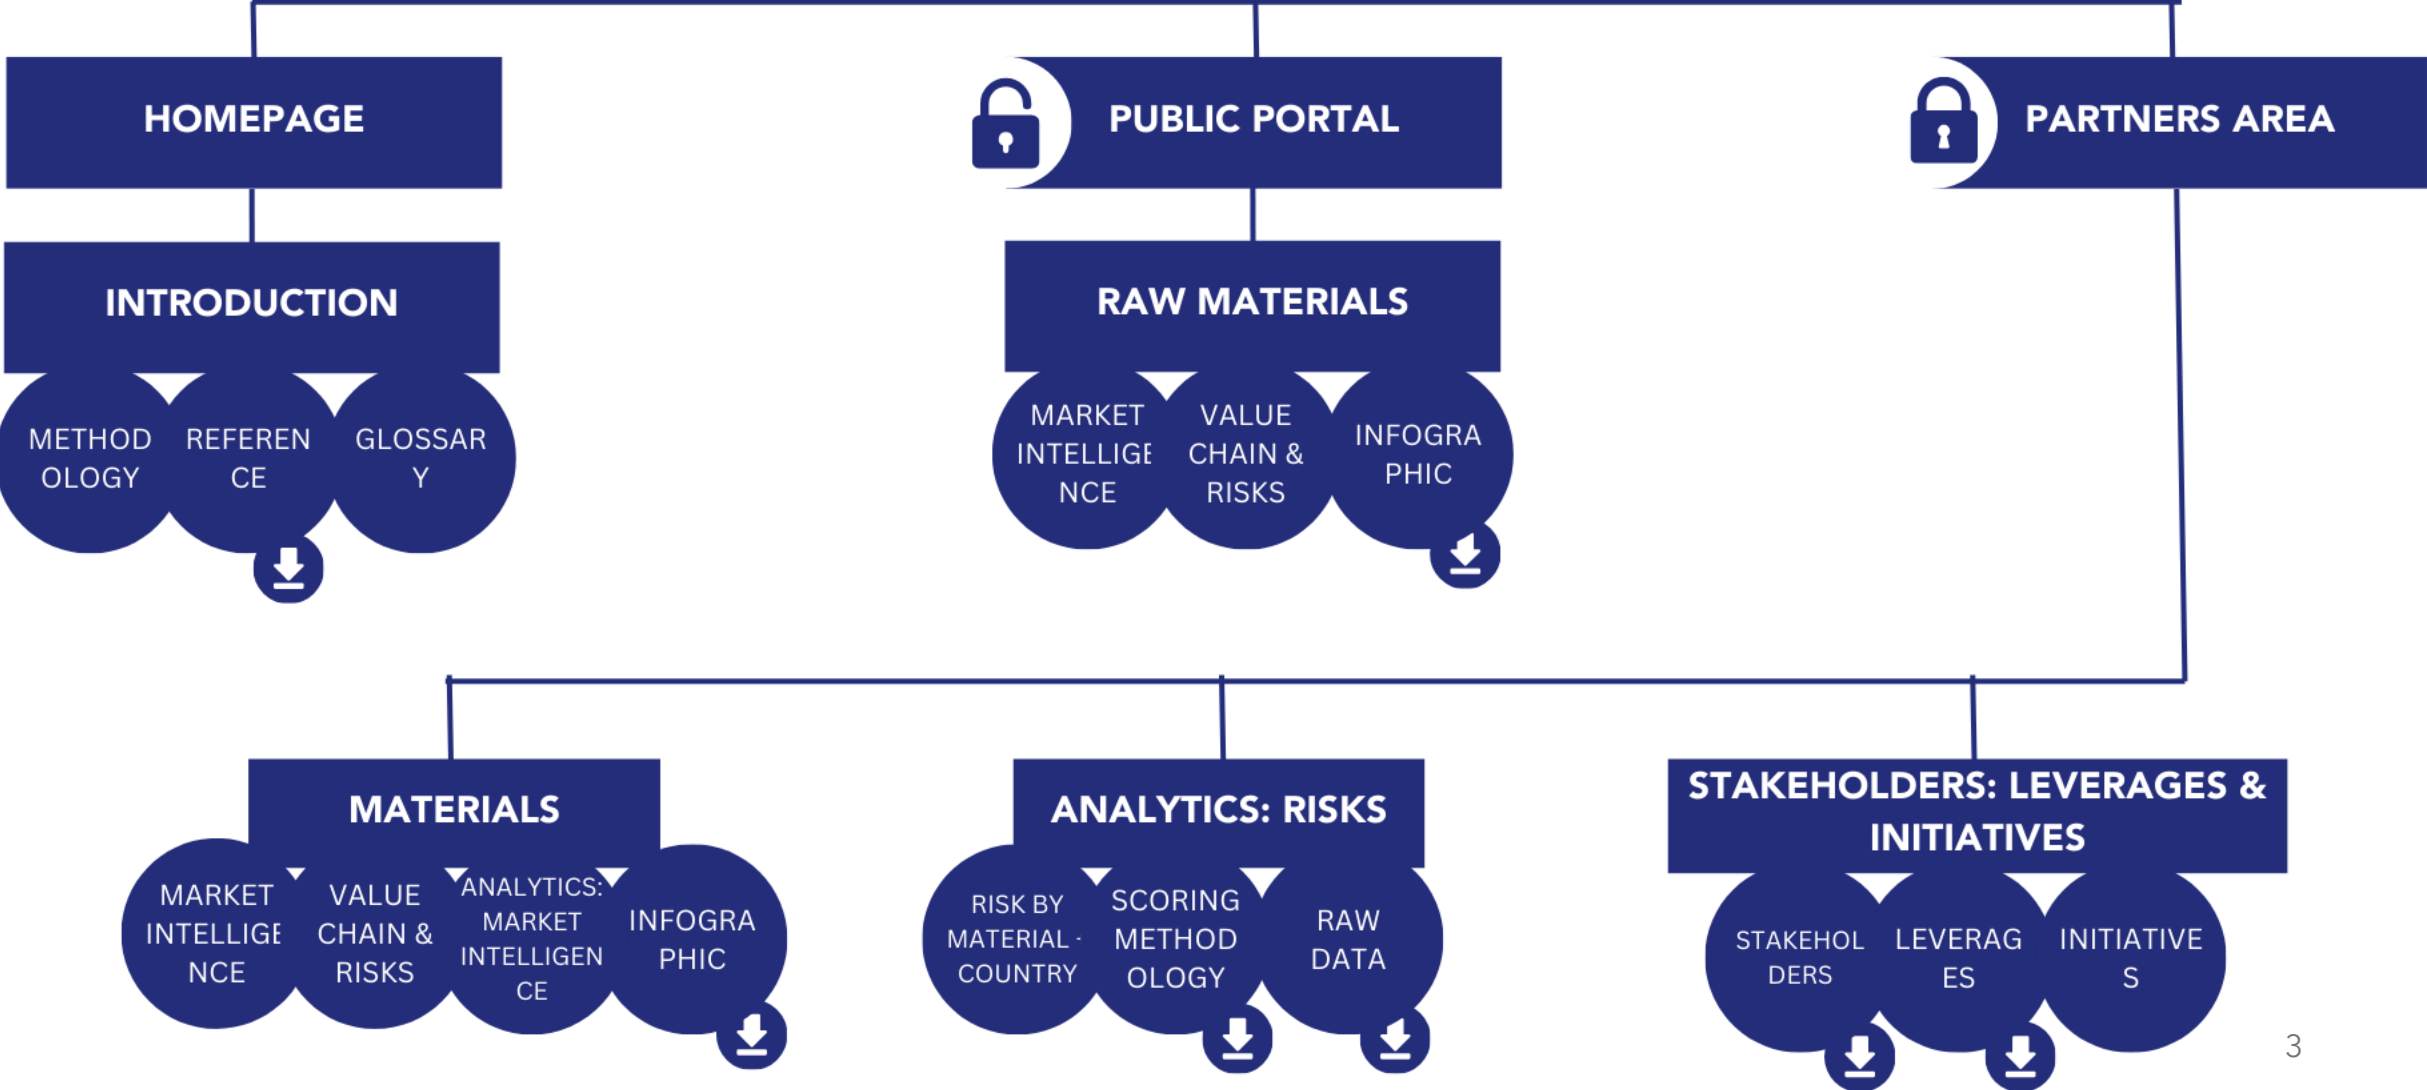 HOMEPAGE
PUBLIC PORTAL
PARTNERS AREA
INTRODUCTION
RAW MATERIALS
METHOD
OLOGY
REFEREN
CE
GLOSSAR
Y
MARKET
INTELLIGE
NCE
VALUE
CHAIN &
RISKS
INFOGRA
PHIC
MATERIALS
ANALYTICS: RISKS
STAKEHOLDERS: LEVERAGES &
INITIATIVES
MARKET
INTELLIGE
NCE
VALUE
CHAIN &
RISKS
ANALYTICS:
MARKET
INTELLIGEN
CE
INFOGRA
PHIC
RISK BY
MATERIAL -
COUNTRY
SCORING
METHOD
OLOGY
RAW
DATA
STAKEHOL
DERS
LEVERAG
ES
INITIATIVE
S
3